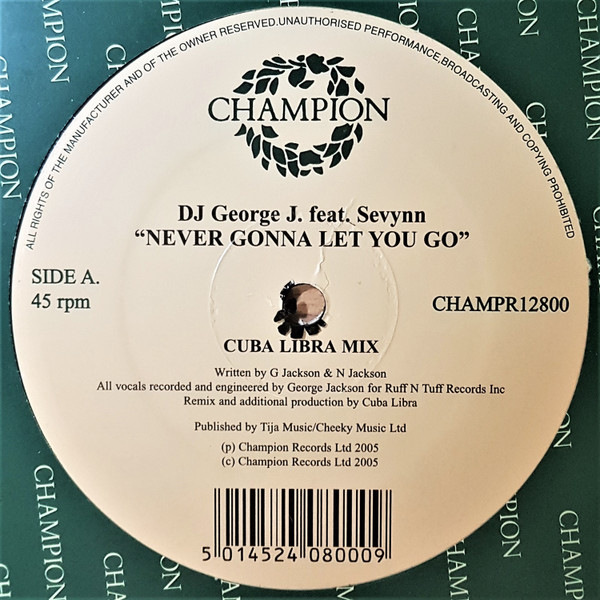 ALL RIGHTS OF THE MANUFACTURER AND OF THE OWNER RESERVED.UNAUTHORISED PERFORMANCE,BROADCASTING AND COPYING PROHIBITED
CHAMPION
DJ George J. feat. Sevynn
“NEVER GONNA LET YOU GO”
SIDE A.
45 rpm
CHAMPR12800
CUBA LIBRA MIX
Written by G Jackson & N Jackson
All vocals recorded and engineered by George Jackson for Ruff N Tuff Records Inc
Remix and additional production by Cuba Libra
Published by Tija Music/Cheeky Music Ltd
(p) Champion Records Ltd 2005
(c) Champion Records Ltd 2005
5 014524 080009
CHAMPION
CHAMPION
CHAMPION
CHAMPION
CHAMPION